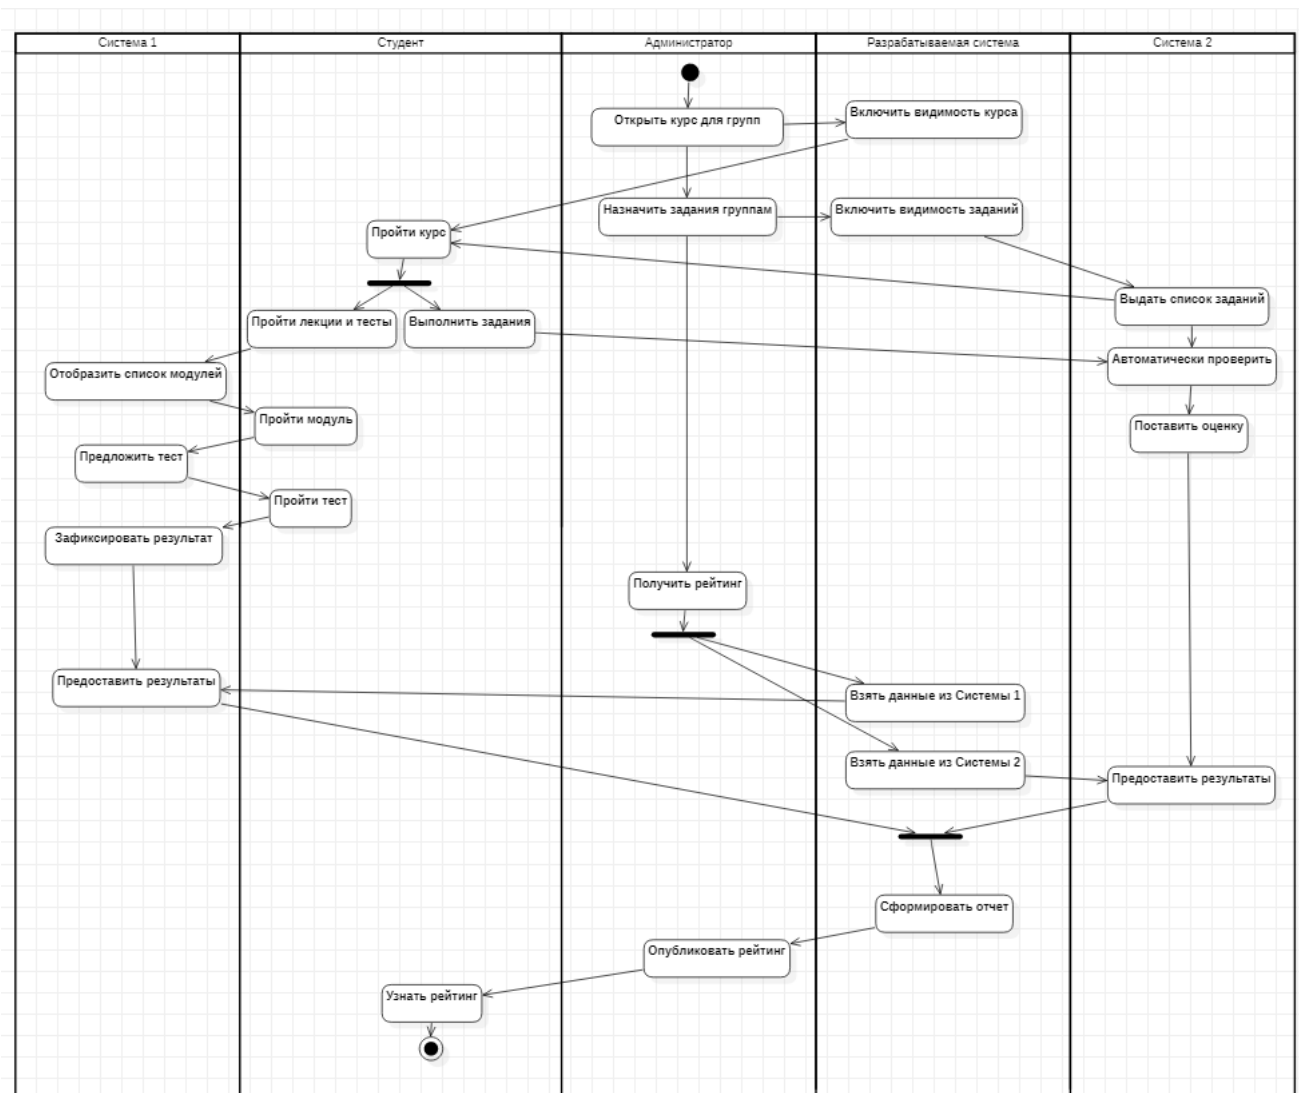 Система 1
Студент
Администратор
Разрабатываемая система
Система 2
Открыть курс для групп
Включить видимость курса
Назначить задания группам
Включить видимость заданий
Пройти курс
Выдать список заданий
Пройти лекции и тесты
Выполнить задания
Автоматически проверить
Отобразить список модулей
Пройти модуль
Поставить оценку
Предложить тест
Пройти тест
Зафиксировать результат
Получить рейтинг
Предоставить результаты
Взять данные из Системы 1
Взять данные из Системы 2
Предоставить результаты
Сформировать отчет
Опубликовать рейтинг
Узнать рейтинг